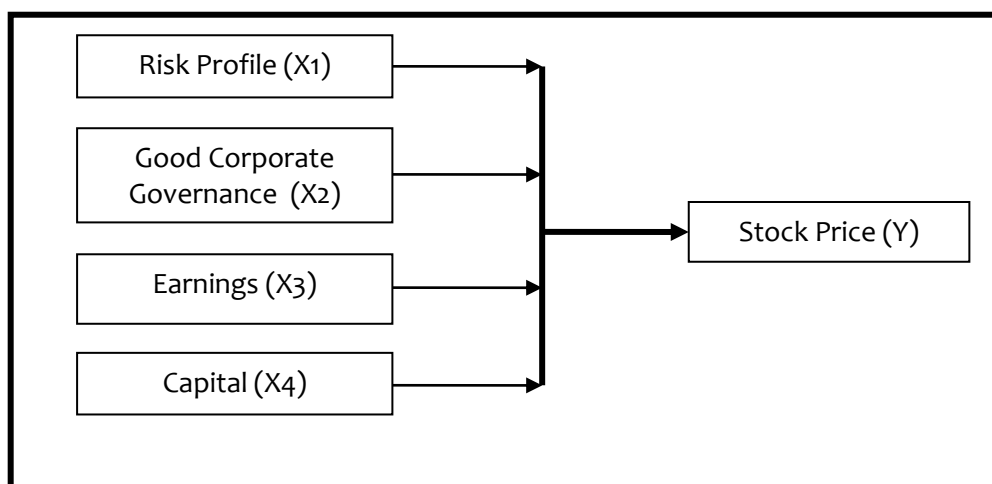 Risk Profile (X1)
Good Corporate
Governance (X2)
Stock Price (Y)
Earnings (X3)
Capital (X4)